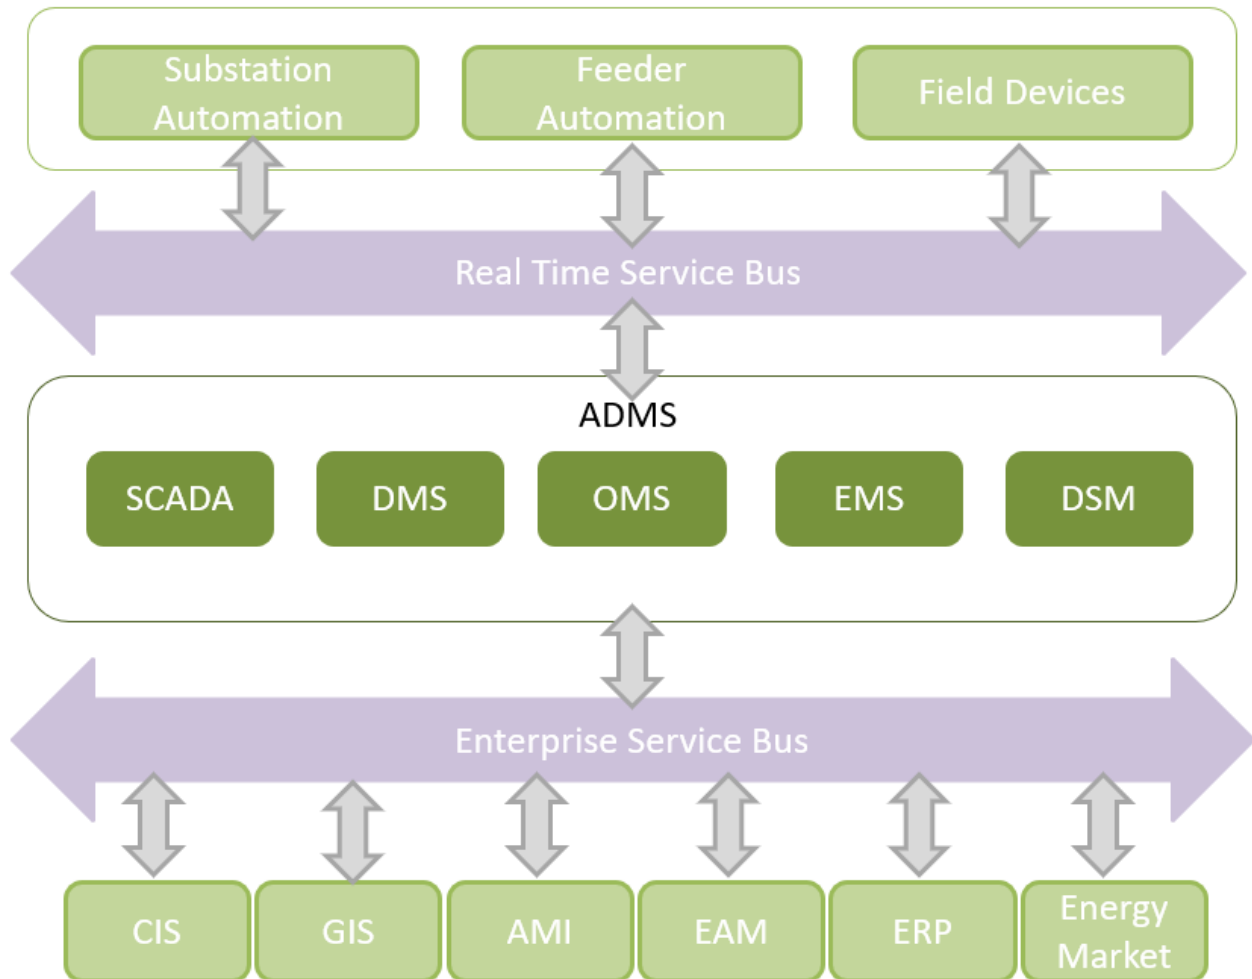 Substation
Automation
Feeder
Automation
Field Devices
Real Time Service Bus
ADMS
SCADA
DMS
OMS
EMS
DSM
Enterprise Service Bus
CIS
GIS
AMI
EAM
ERP
Energy
Market